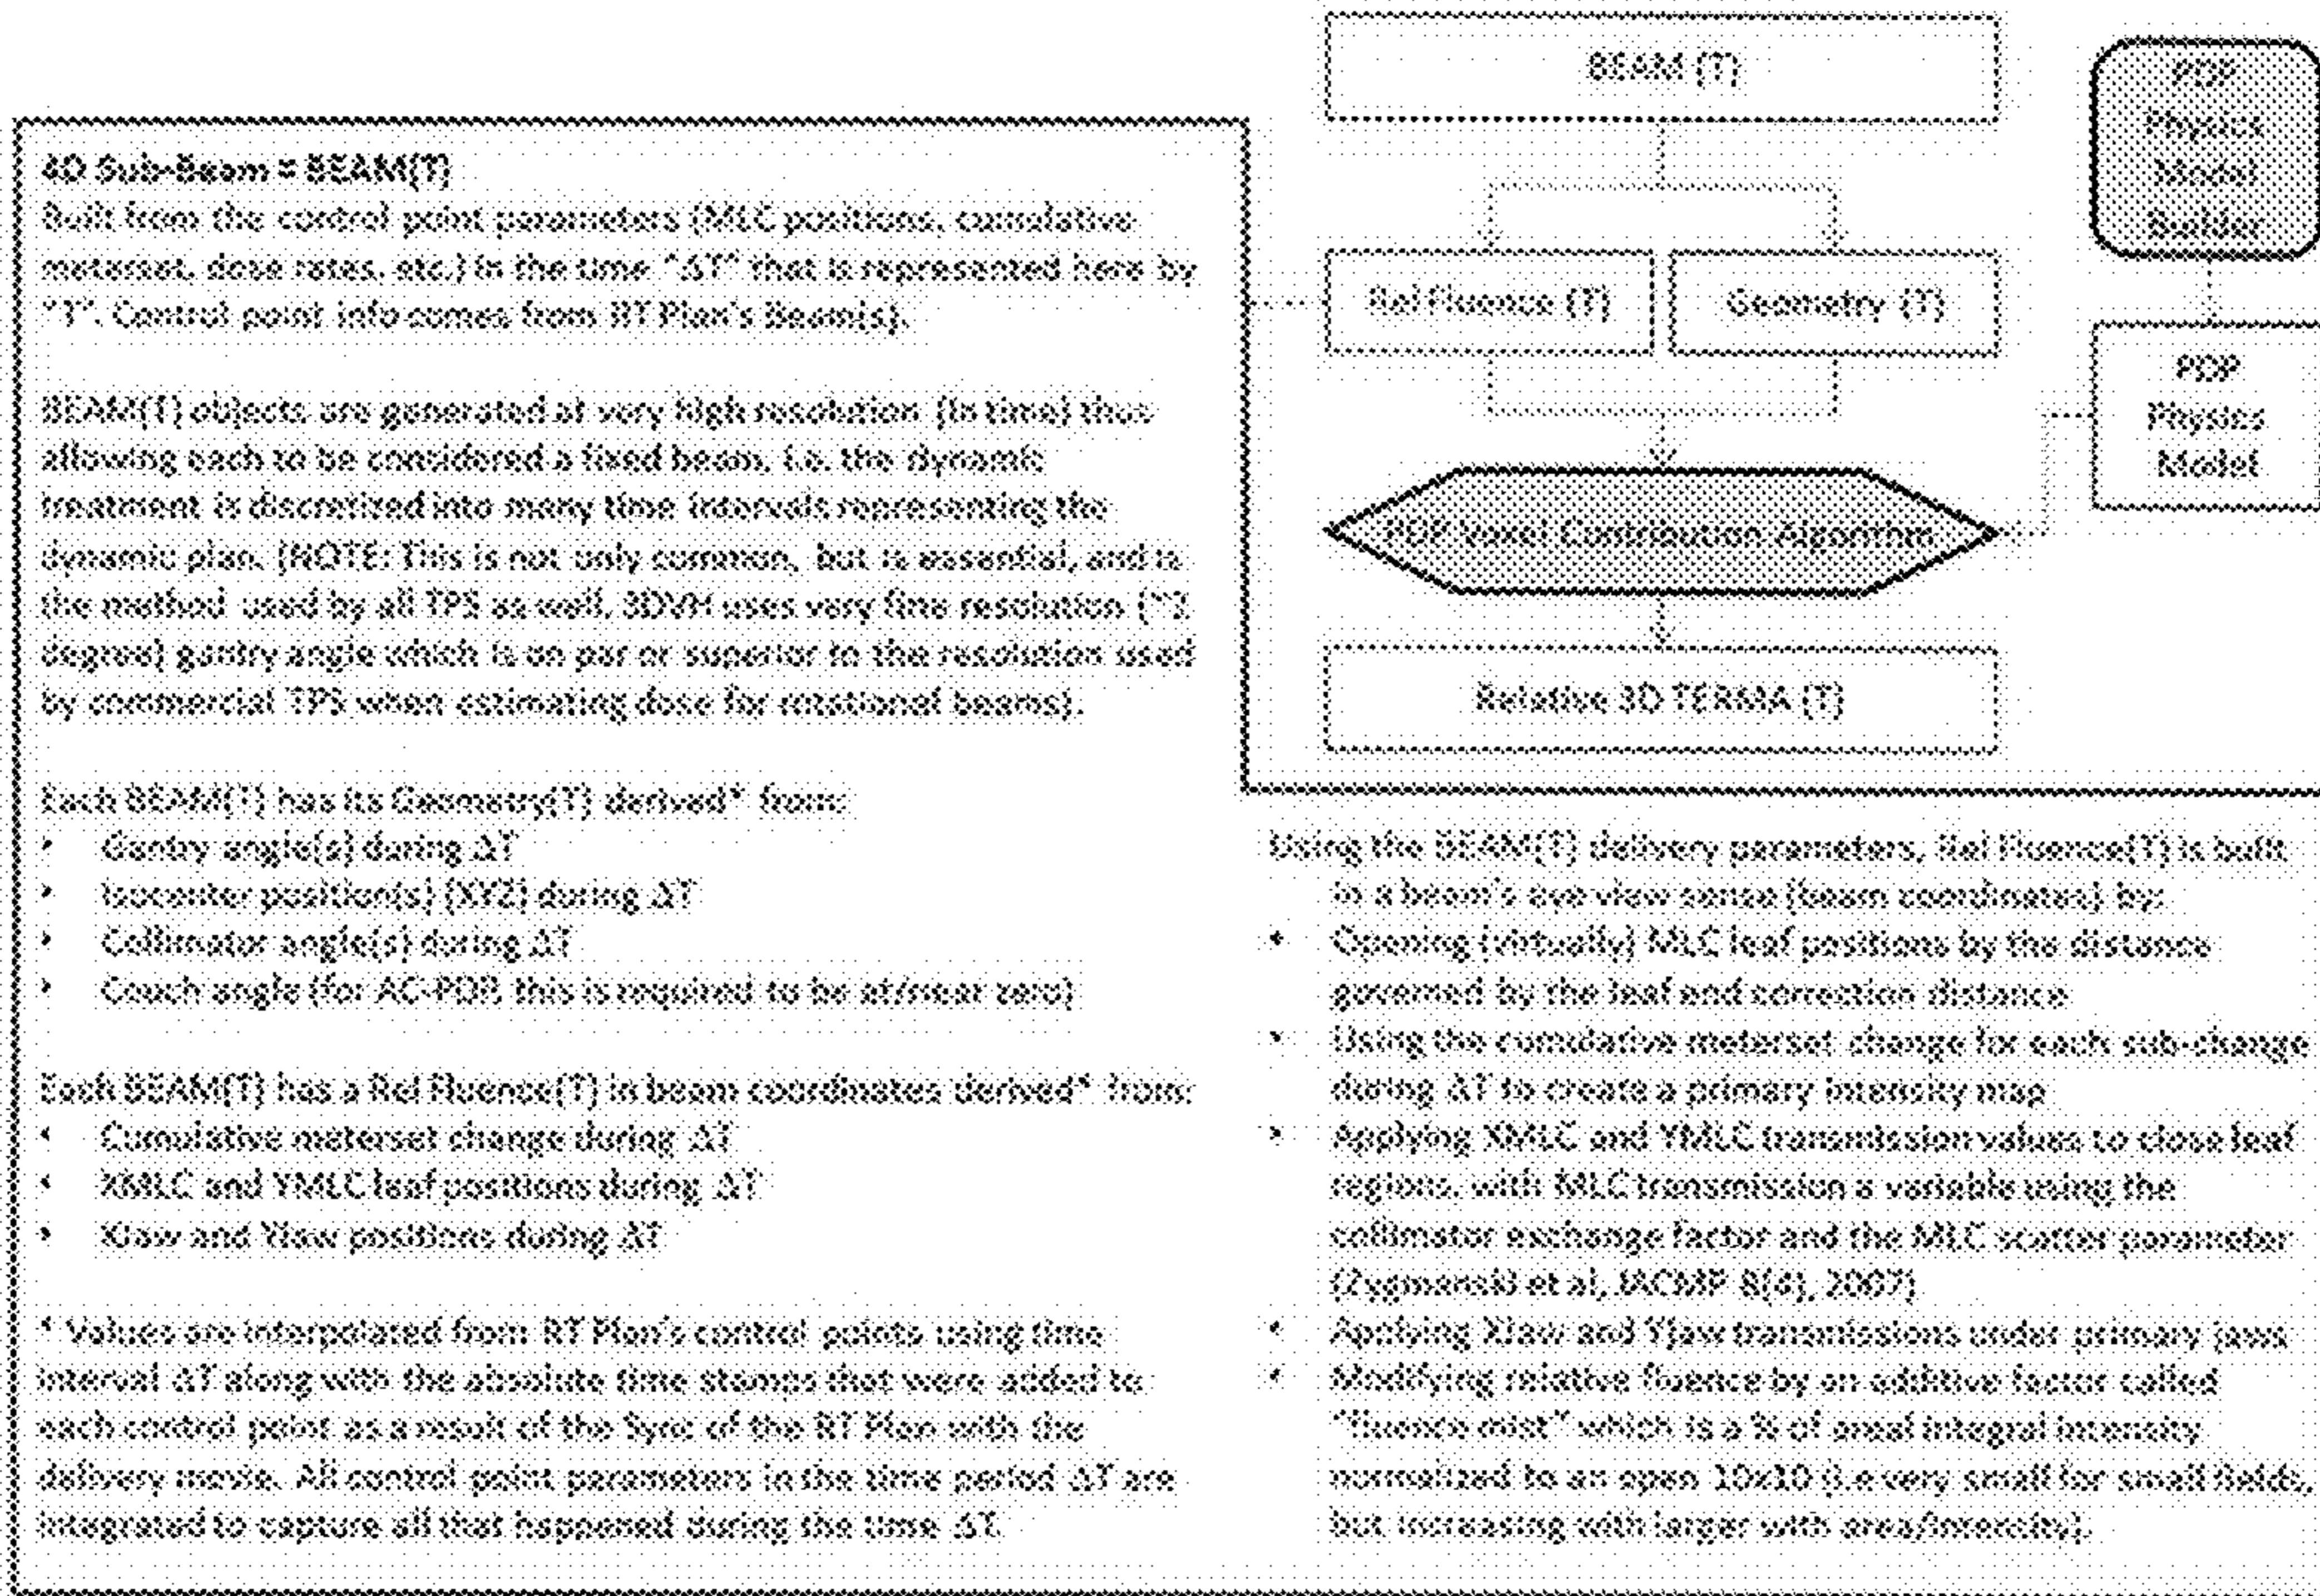 BEAM (T)
PDP
Physics
Model
Builder
Rel Fluence (T)
Geometry (T)
PDP
Physics
Model
PDP Voxel Contribution Algorithm
Relative 3D TERMA (T)
4D Sub-Beam = BEAM(T)
Built from the control point parameters (MLC positions, cumulative
meterset, dose rates, etc.) in the time "ΔT" that is represented here by
"T". Control point info comes from RT Plan's Beam(s).
BEAM(T) objects are generated at very high resolution (in time) thus
allowing each to be considered a fixed beam, i.e. the dynamic
treatment is discretized into many time intervals representing the
dynamic plan. (NOTE: This is not only common, but is essential, and is
the method used by all TPS as well. 3DVH uses very fine resolution (~2
degree) gantry angle which is on par or superior to the resolution used
by commercial TPS when estimating dose for rotational beams).
Each BEAM(T) has its Geometry(T) derived* from:
• Gantry angle(s) during ΔT
• Isocenter position(s) (XYZ) during ΔT
• Collimator angle(s) during ΔT
• Couch angle (for AC-PDP, this is required to be at/near zero)
Each BEAM(T) has a Rel Fluence(T) in beam coordinates derived* from:
• Cumulative meterset change during ΔT
• XMLC and YMLC leaf positions during ΔT
• XJaw and YJaw positions during ΔT
* Values are interpolated from RT Plan's control points using time
interval ΔT along with the absolute time stamps that were added to
each control point as a result of the Sync of the RT Plan with the
delivery movie. All control point parameters in the time period ΔT are
integrated to capture all that happened during the time ΔT.
Using the BEAM(T) delivery parameters, Rel Fluence(T) is built
in a beam's eye view sense (beam coordinates) by:
• Opening (virtually) MLC leaf positions by the distance
governed by the leaf end correction distance
• Using the cumulative meterset change for each sub-change
during ΔT to create a primary intensity map
• Applying XMLC and YMLC transmission values to close leaf
regions, with MLC transmission a variable using the
collimator exchange factor and the MLC scatter parameter
(Zygmanski et al, JACMP 8(4), 2007)
• Applying XJaw and YJaw transmissions under primary jaws
• Modifying relative fluence by an additive factor called
"fluence mist" which is a % of areal integral intensity
normalized to an open 10x10 (i.e very small for small fields,
but increasing with larger with area/intensity).